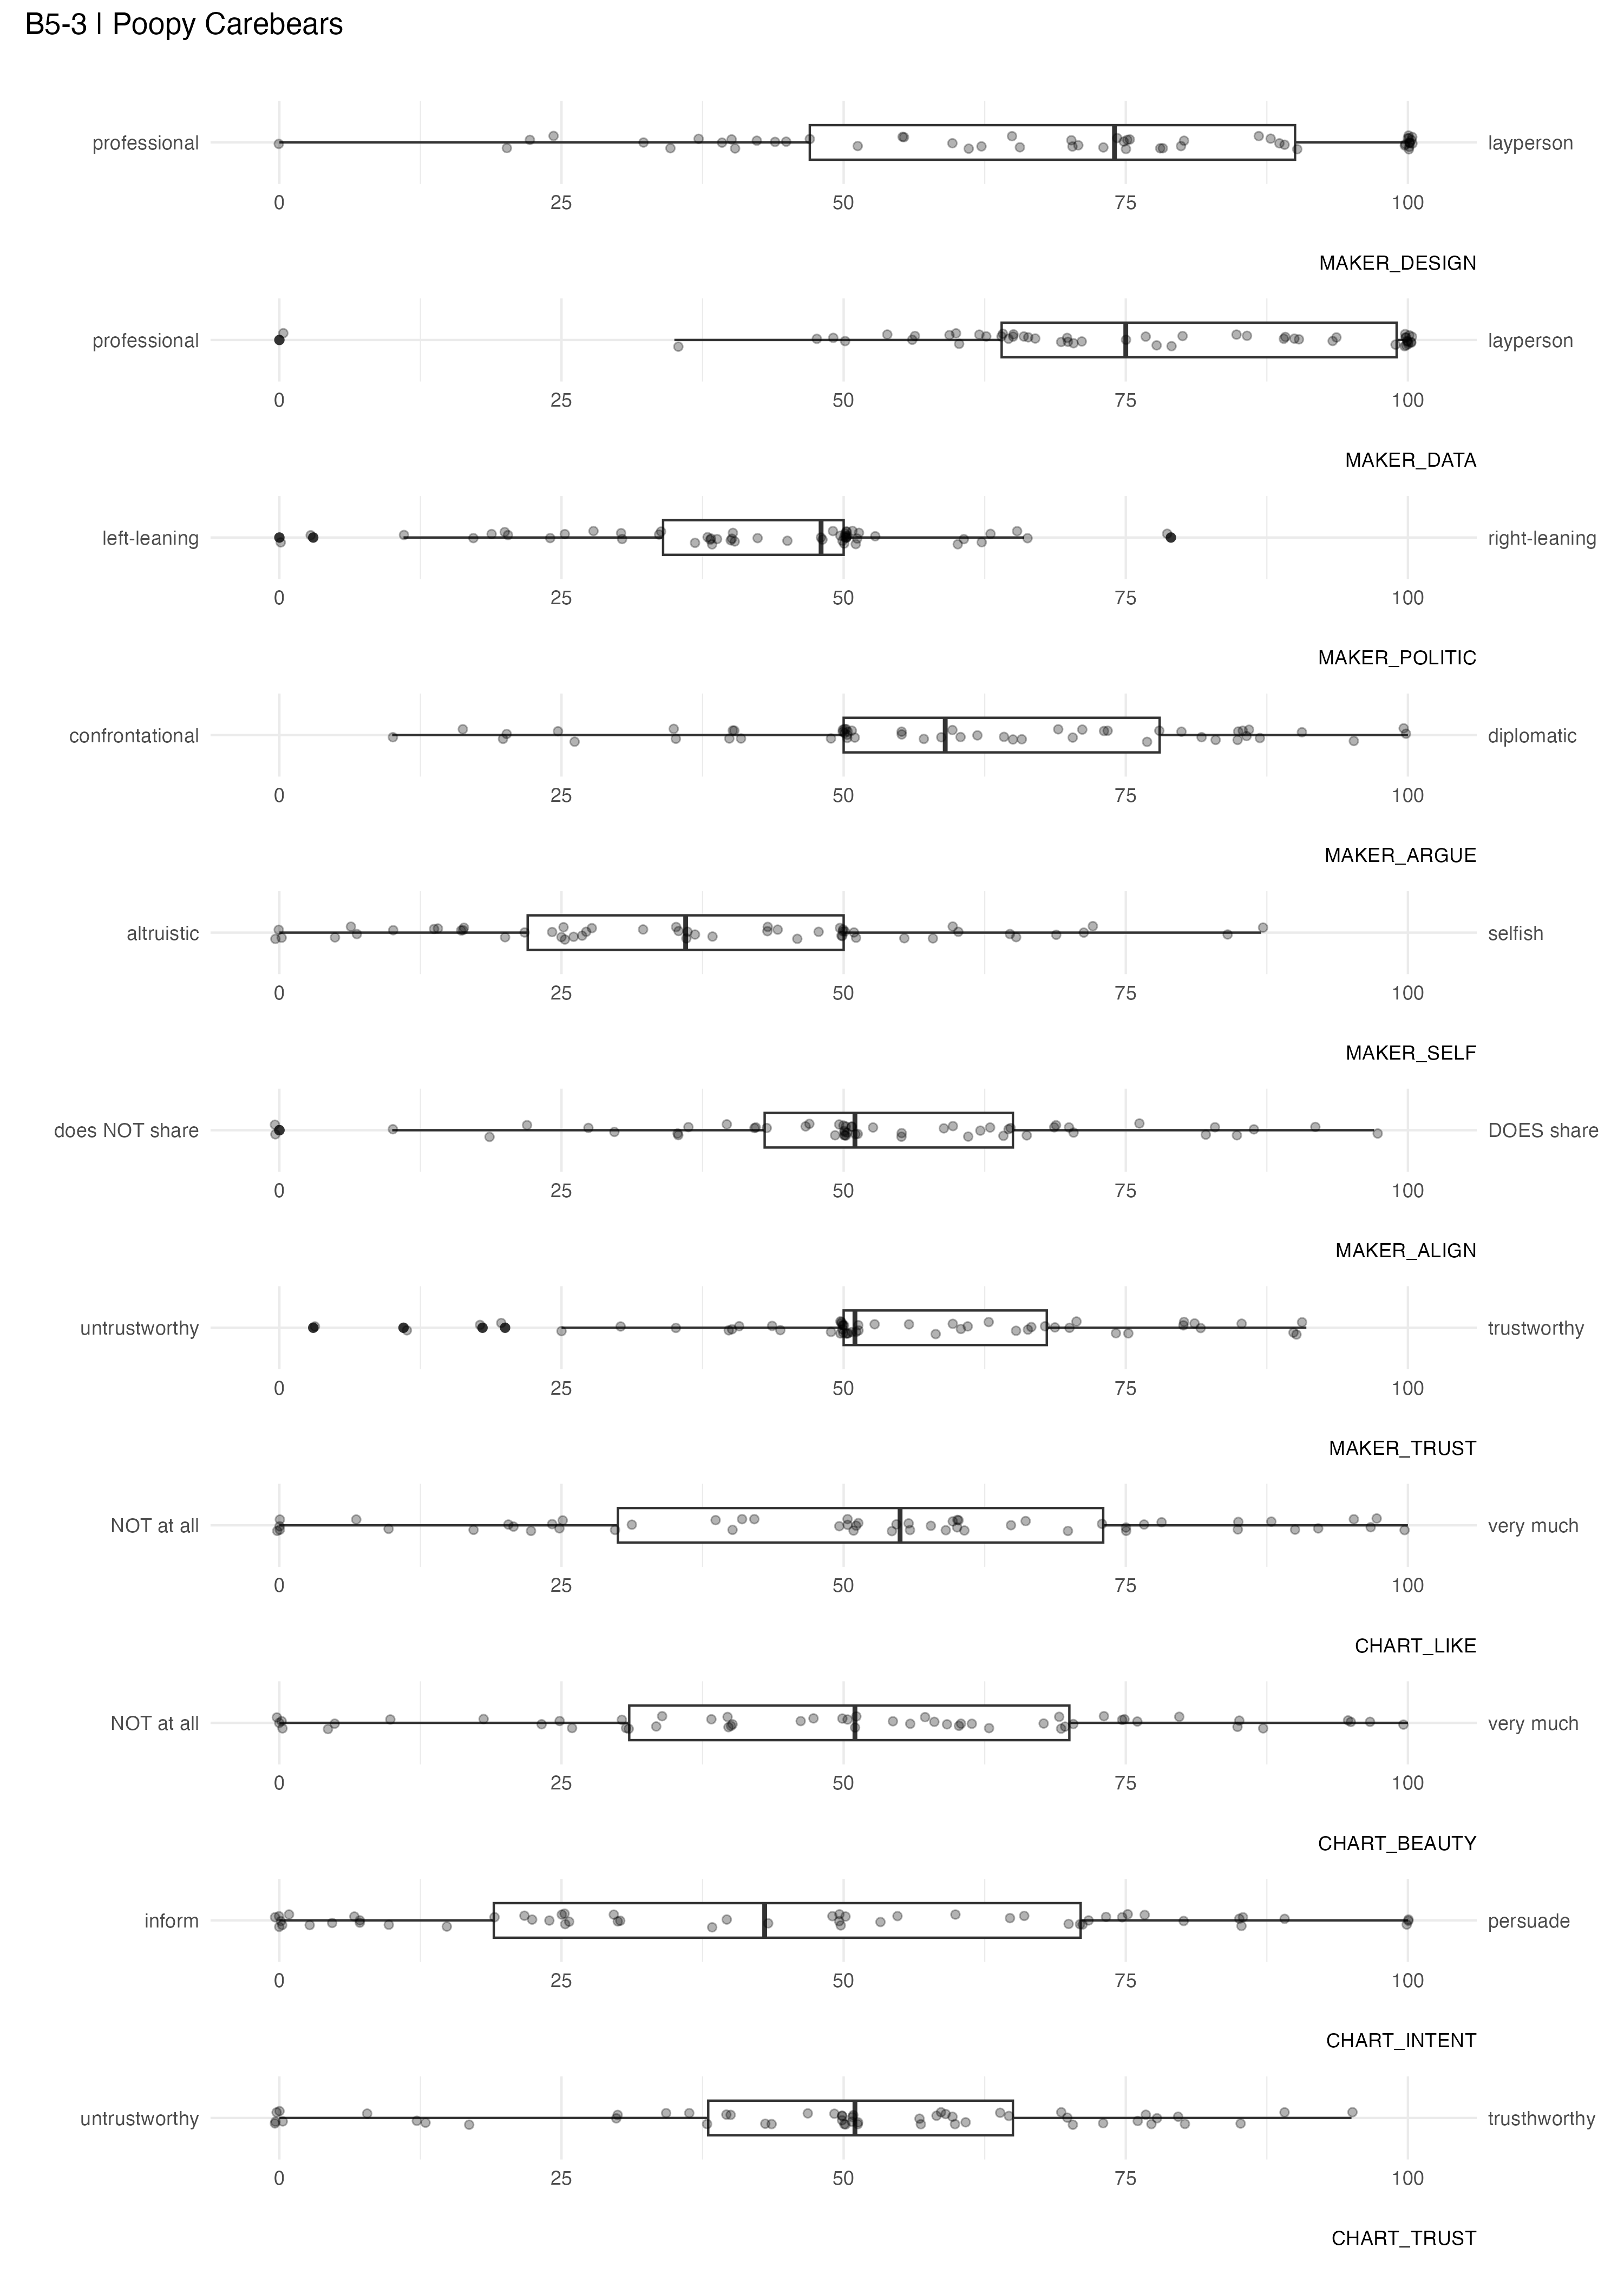 B5-3 | Poopy Carebears
professional layperson
0 25 50 75 100
MAKER_DESIGN
professional layperson
0 25 50 75 100
MAKER_DATA
left-leaning right-leaning
0 25 50 75 100
MAKER_POLITIC
confrontational diplomatic
0 25 50 75 100
MAKER_ARGUE
altruistic selfish
0 25 50 75 100
MAKER_SELF
does NOT share DOES share
0 25 50 75 100
MAKER_ALIGN
untrustworthy trustworthy
0 25 50 75 100
MAKER_TRUST
NOT at all very much
0 25 50 75 100
CHART_LIKE
NOT at all very much
0 25 50 75 100
CHART_BEAUTY
inform persuade
0 25 50 75 100
CHART_INTENT
untrustworthy trusthworthy
0 25 50 75 100
CHART_TRUST